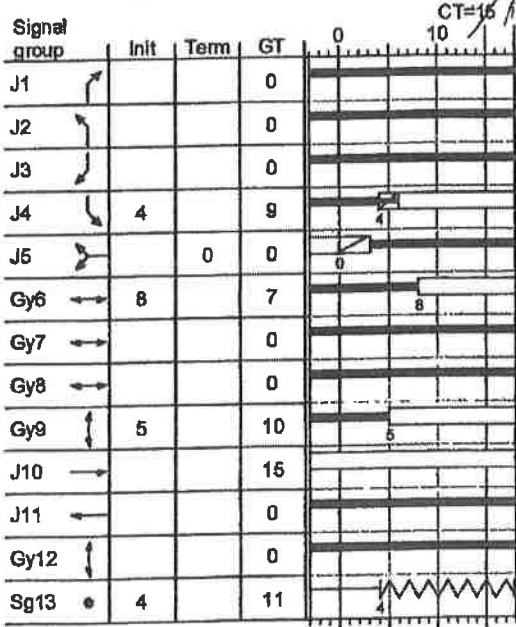 CT=15
Signal group Init Term GT 0 10
J1 0
J2 0
J3 0
J4 4 9 4
J5 0 0 0
Gy6 8 7 8
Gy7 0
Gy8 0
Gy9 5 10 5
J10 15
J11 0
Gy12 0
Sg13 4 11 4